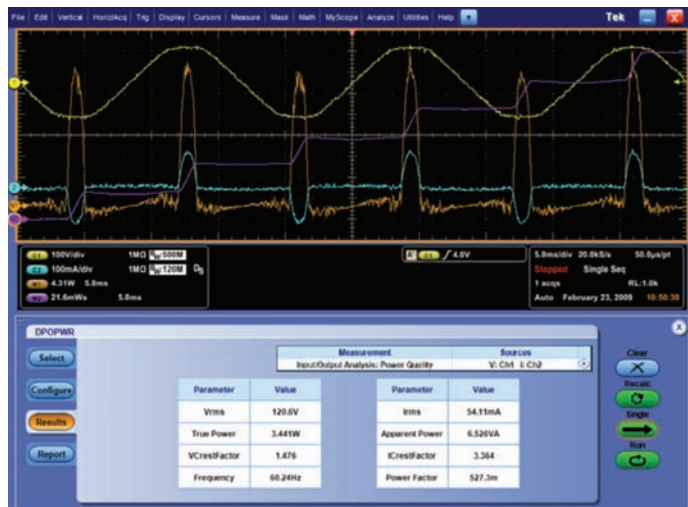 File Edit Vertical Horiz/Acq Trig Display Cursors Measure Mask Math MyScope Analyze Utilities Help Tek
100V/div 1MΩ BW:500M
100mA/div 1MΩ BW:120M
4.31W 5.0ms
21.6mWs 5.0ms
A' C1 4.0V
5.0ms/div 20.0kS/s 50.0µs/pt
Stopped Single Seq
1 acqs RL:1.0k
Auto February 23, 2009 10:50:30
DPOPWR
Select
Configure
Results
Report
Measurement Sources
Input/Output Analysis: Power Quality V: Ch1 I: Ch2
Parameter Value Parameter Value
Vrms 120.6V Irms 54.11mA
True Power 3.441W Apparent Power 6.526VA
VCrestFactor 1.476 ICrestFactor 3.364
Frequency 60.24Hz Power Factor 527.3m
Clear
Recalc
Single
Run